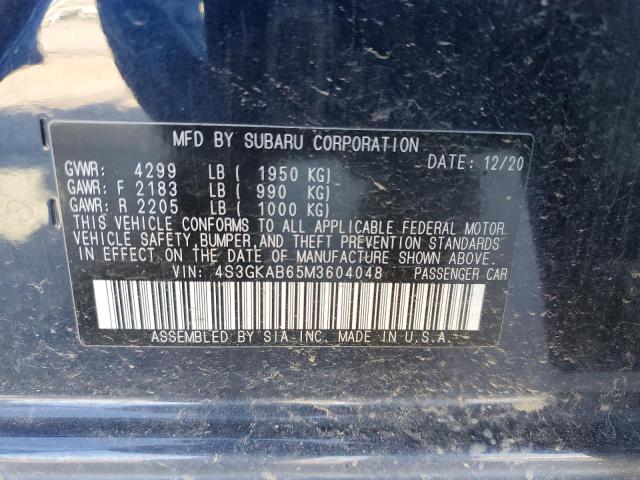 MFD BY SUBARU CORPORATION
GVWR: 4299 LB ( 1950 KG) DATE: 12/20
GAWR: F 2183 LB ( 990 KG)
GAWR: R 2205 LB ( 1000 KG)
THIS VEHICLE CONFORMS TO ALL APPLICABLE FEDERAL MOTOR
VEHICLE SAFETY, BUMPER, AND THEFT PREVENTION STANDARDS
IN EFFECT ON THE DATE OF MANUFACTURE SHOWN ABOVE.
VIN: 4S3GKAB65M3604048 PASSENGER CAR
ASSEMBLED BY SIA INC. MADE IN U.S.A.